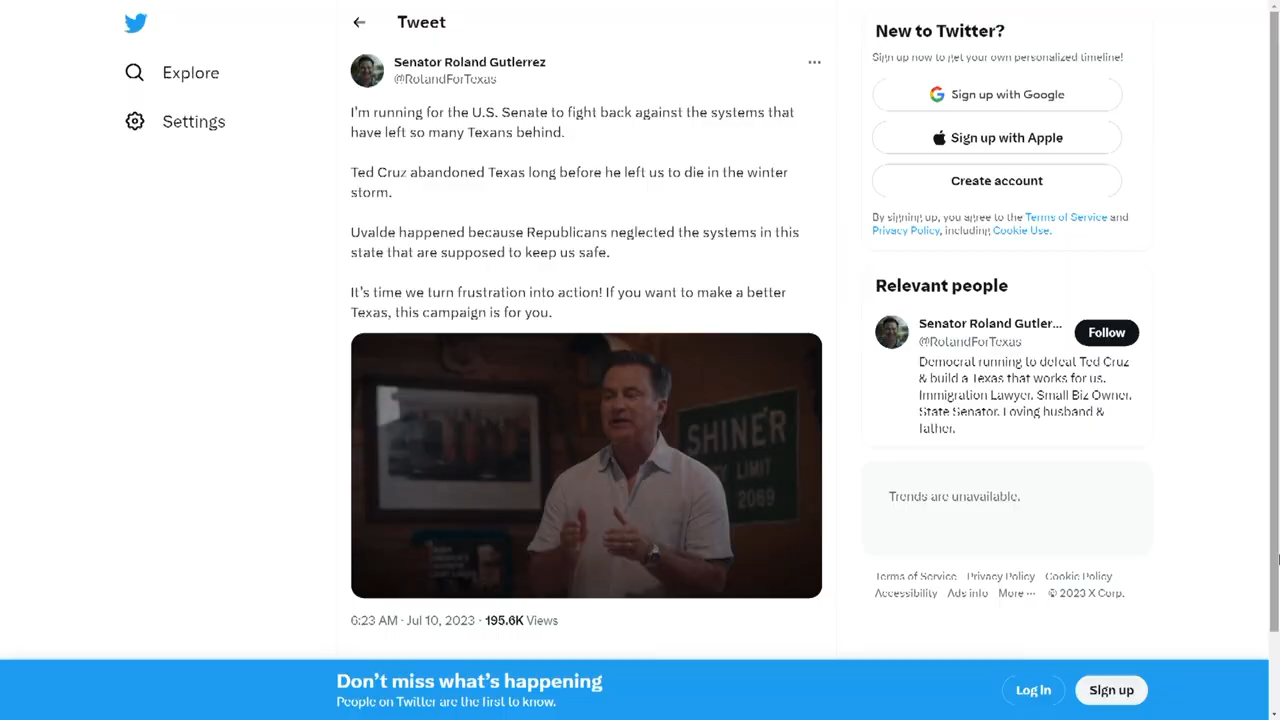 Tweet
Explore
Settings
Senator Roland Gutierrez
@RolandForTexas
I'm running for the U.S. Senate to fight back against the systems that
have left so many Texans behind.
Ted Cruz abandoned Texas long before he left us to die in the winter
storm.
Uvalde happened because Republicans neglected the systems in this
state that are supposed to keep us safe.
It's time we turn frustration into action! If you want to make a better
Texas, this campaign is for you.
SHINER
LIMIT
2069
6:23 AM · Jul 10, 2023 · 195.6K Views
New to Twitter?
Sign up now to get your own personalized timeline!
Sign up with Google
Sign up with Apple
Create account
By signing up, you agree to the Terms of Service and
Privacy Policy, including Cookie Use.
Relevant people
Senator Roland Gutier...
@RolandForTexas
Follow
Democrat running to defeat Ted Cruz
& build a Texas that works for us.
Immigration Lawyer. Small Biz Owner.
State Senator. Loving husband &
father.
Trends are unavailable.
Terms of Service Privacy Policy Cookie Policy
Accessibility Ads info More ··· © 2023 X Corp.
Don't miss what's happening
People on Twitter are the first to know.
Log in
Sign up